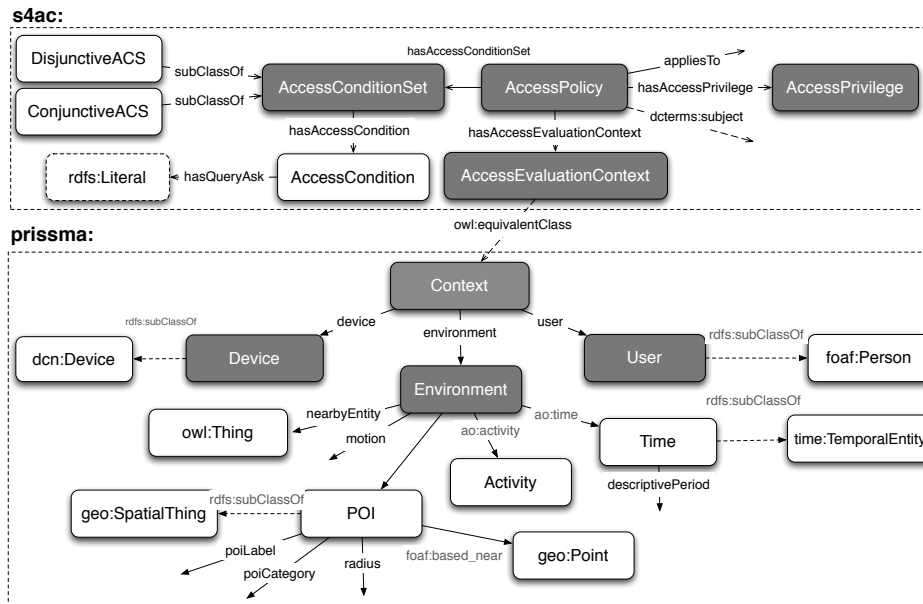 s4ac:
DisjunctiveACS
hasAccessConditionSet
appliesTo
subClassOf
AccessConditionSet
AccessPolicy
hasAccessPrivilege
AccessPrivilege
ConjunctiveACS
subClassOf
dcterms:subject
hasAccessCondition
hasAccessEvaluationContext
rdfs:Literal
hasQueryAsk
AccessCondition
AccessEvaluationContext
owl:equivalentClass
prissma:
Context
rdfs:subClassOf
device
environment
user
rdfs:subClassOf
dcn:Device
Device
User
foaf:Person
Environment
rdfs:subClassOf
nearbyEntity
ao:time
owl:Thing
motion
ao:activity
Time
time:TemporalEntity
Activity
descriptivePeriod
rdfs:subClassOf
geo:SpatialThing
POI
poiLabel
foaf:based_near
geo:Point
poiCategory
radius